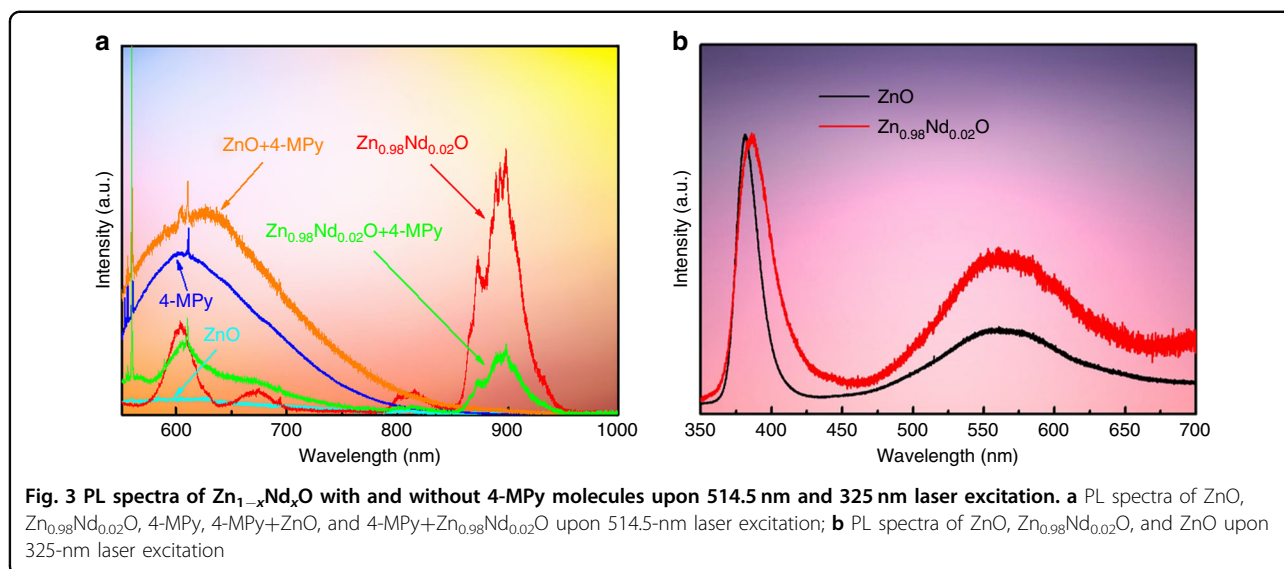 a
ZnO+4-MPy
Zn0.98Nd0.02O
Zn0.98Nd0.02O+4-MPy
4-MPy
ZnO
Intensity (a.u.)
600 700 800 900 1000
Wavelength (nm)
b
ZnO
Zn0.98Nd0.02O
Intensity (a.u.)
350 400 450 500 550 600 650 700
Wavelength (nm)
Fig. 3 PL spectra of Zn1−xNdxO with and without 4-MPy molecules upon 514.5 nm and 325 nm laser excitation. a PL spectra of ZnO,
Zn0.98Nd0.02O, 4-MPy, 4-MPy+ZnO, and 4-MPy+Zn0.98Nd0.02O upon 514.5-nm laser excitation; b PL spectra of ZnO, Zn0.98Nd0.02O, and ZnO upon
325-nm laser excitation